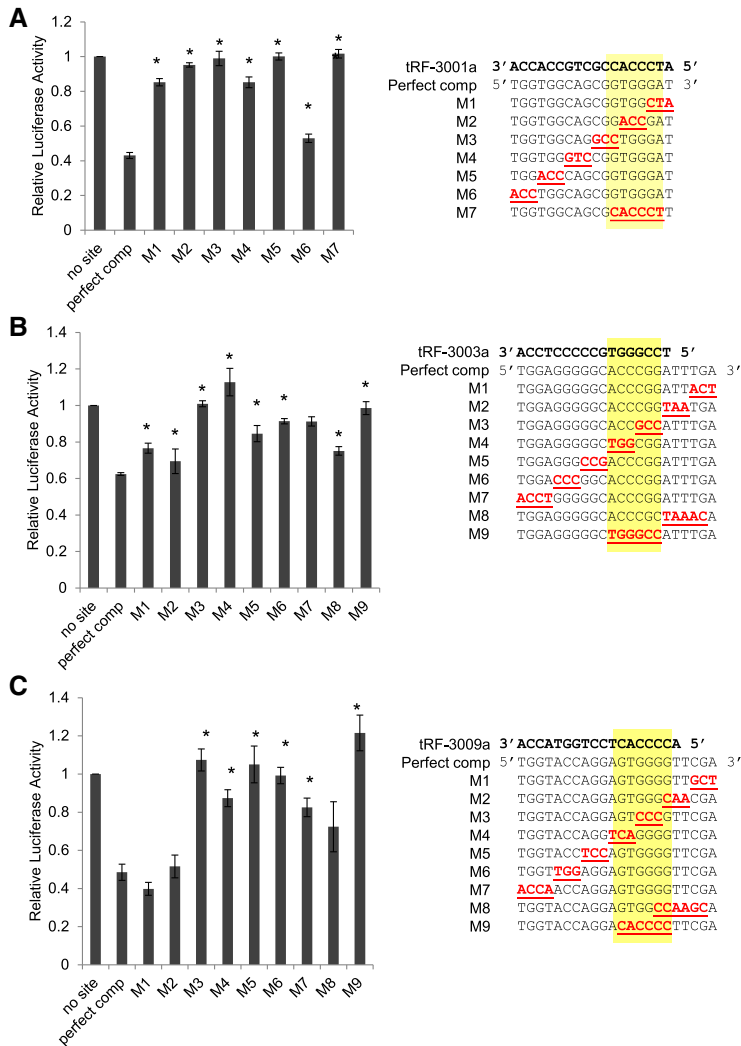 A
Relative Luciferase Activity
1.2
1
0.8
0.6
0.4
0.2
0
* * * * * * *
no site
perfect comp
M1
M2
M3
M4
M5
M6
M7
tRF-3001a 3’ ACCACCGTCGCCACCCTA 5’
Perfect comp 5’ TGGTGGCAGCGGTGGGAT 3’
M1 TGGTGGCAGCGGTGGCTA
M2 TGGTGGCAGCGGACCGAT
M3 TGGTGGCAGGCCTGGGAT
M4 TGGTGGGTCCGGTGGGAT
M5 TGGACCCAGCGGTGGGAT
M6 ACCTGGCAGCGGTGGGAT
M7 TGGTGGCAGCGCACCCTT
B
Relative Luciferase Activity
1.4
1.2
1
0.8
0.6
0.4
0.2
0
* * * * * * * *
no site
perfect comp
M1
M2
M3
M4
M5
M6
M7
M8
M9
tRF-3003a 3’ ACCTCCCCCGTGGGCCT 5’
Perfect comp 5’ TGGAGGGGGCACCCGGATTTGA 3’
M1 TGGAGGGGGCACCCGGATTACT
M2 TGGAGGGGGCACCCGGTAATGA
M3 TGGAGGGGGCACCGCCATTTGA
M4 TGGAGGGGGCTGGCGGATTTGA
M5 TGGAGGGCCGACCCGGATTTGA
M6 TGGACCCGGCACCCGGATTTGA
M7 ACCTGGGGGCACCCGGATTTGA
M8 TGGAGGGGGCACCCGCTAAACA
M9 TGGAGGGGGCTGGGCCATTTGA
C
Relative Luciferase Activity
1.4
1.2
1
0.8
0.6
0.4
0.2
0
* * * * * *
no site
perfect comp
M1
M2
M3
M4
M5
M6
M7
M8
M9
tRF-3009a 3’ ACCATGGTCCTCACCCCA 5’
Perfect comp 5’ TGGTACCAGGAGTGGGGTTCGA 3’
M1 TGGTACCAGGAGTGGGGTTGCT
M2 TGGTACCAGGAGTGGGCAACGA
M3 TGGTACCAGGAGTCCCGTTCGA
M4 TGGTACCAGGTCAGGGGTTCGA
M5 TGGTACCTCCAGTGGGGTTCGA
M6 TGGTTGGAGGAGTGGGGTTCGA
M7 ACCAACCAGGAGTGGGGTTCGA
M8 TGGTACCAGGAGTGGCCAAGCA
M9 TGGTACCAGGACACCCCTTCGA